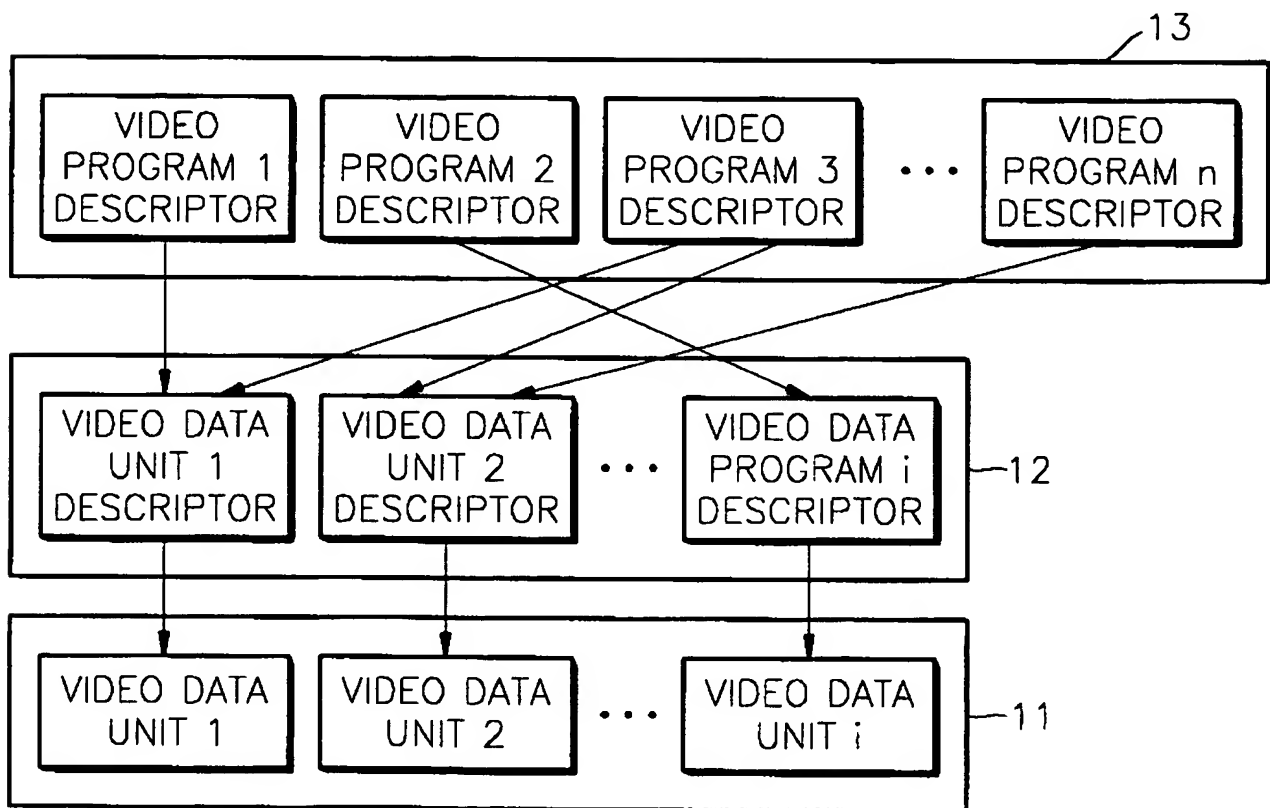 13
VIDEO
PROGRAM 1
DESCRIPTOR
VIDEO
PROGRAM 2
DESCRIPTOR
VIDEO
PROGRAM 3
DESCRIPTOR
...
VIDEO
PROGRAM n
DESCRIPTOR
VIDEO DATA
UNIT 1
DESCRIPTOR
VIDEO DATA
UNIT 2
DESCRIPTOR
...
VIDEO DATA
PROGRAM i
DESCRIPTOR
12
VIDEO DATA
UNIT 1
VIDEO DATA
UNIT 2
...
VIDEO DATA
UNIT i
11